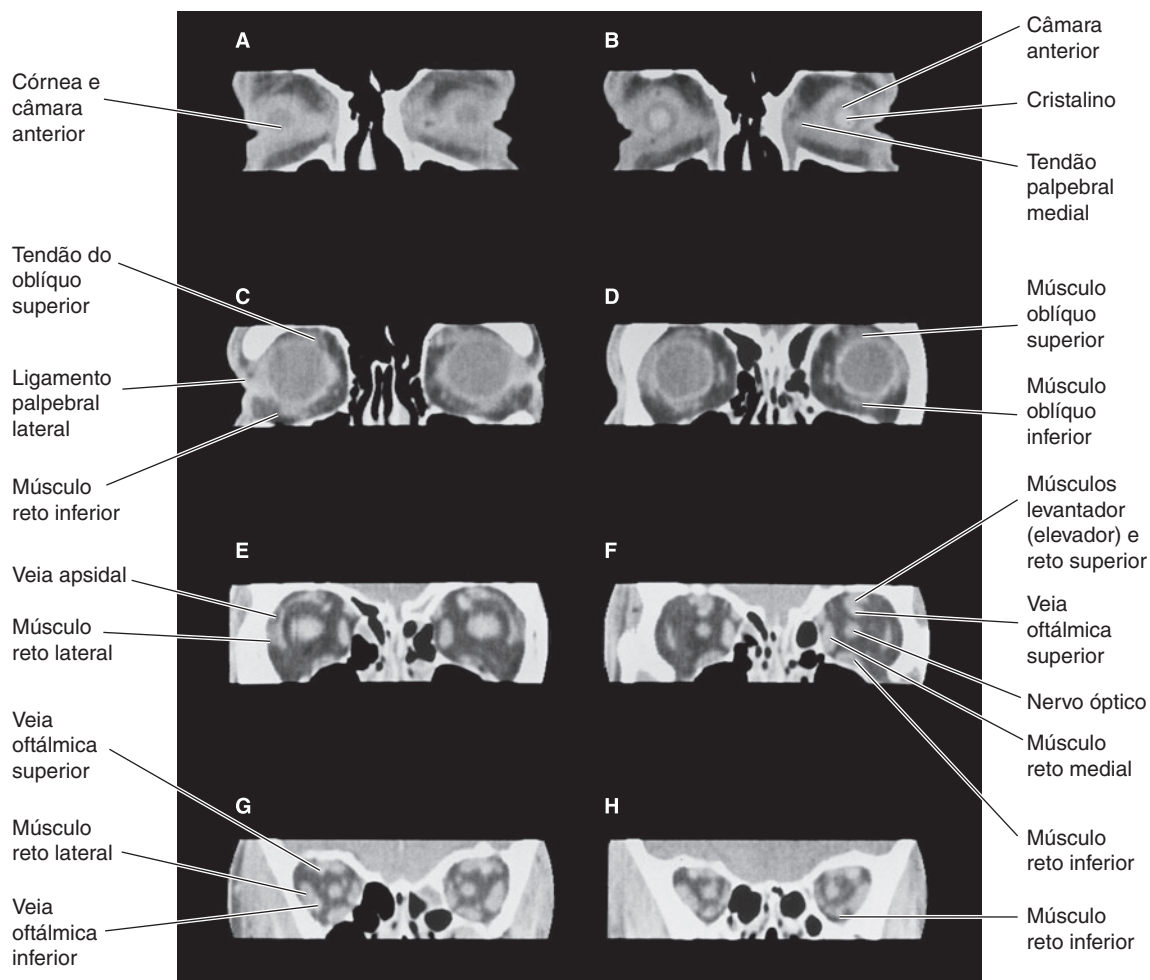 A
B
Córnea e
câmara
anterior
Câmara
anterior
Cristalino
Tendão
palpebral
medial
Tendão do
oblíquo
superior
C
D
Ligamento
palpebral
lateral
Músculo
reto inferior
Músculo
oblíquo
superior
Músculo
oblíquo
inferior
E
F
Veia apsidal
Músculo
reto lateral
Músculos
levantador
(elevador) e
reto superior
Veia
oftálmica
superior
Nervo óptico
Músculo
reto medial
Veia
oftálmica
superior
G
H
Músculo
reto lateral
Veia
oftálmica
inferior
Músculo
reto inferior
Músculo
reto inferior